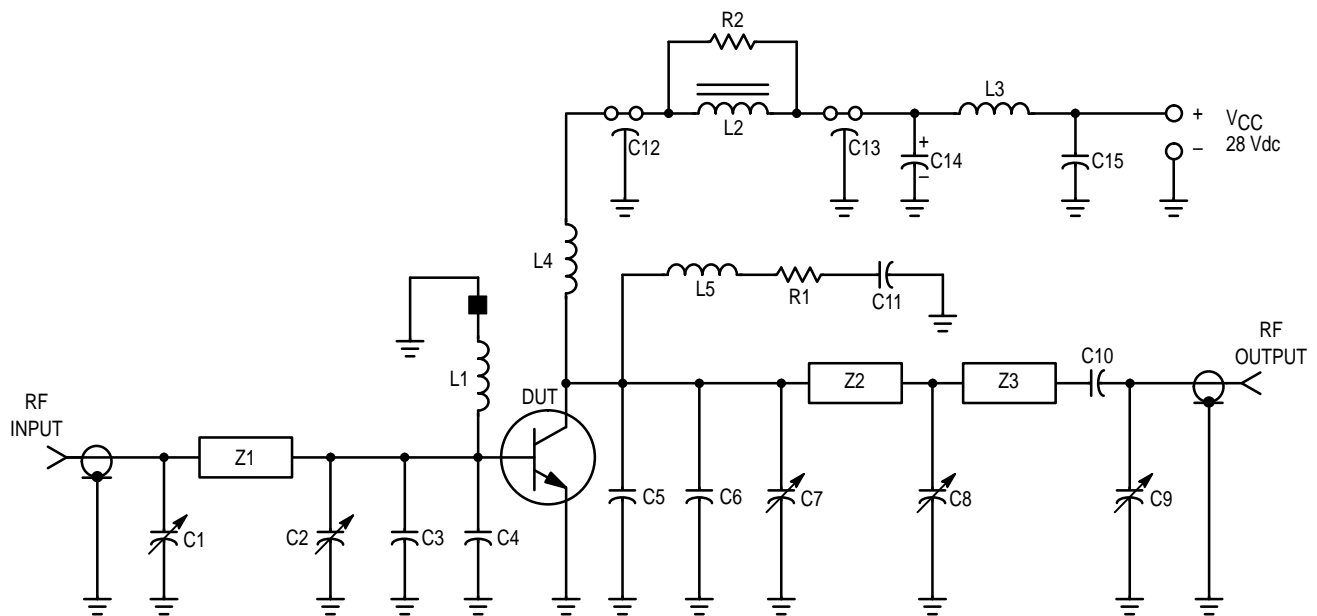 R2
L3
+
VCC
28 Vdc
–
L2
C12
C13
+
C14
–
C15
L4
L5
R1
C11
RF
OUTPUT
C10
L1
DUT
Z2
Z3
RF
INPUT
Z1
C1
C2
C3
C4
C5
C6
C7
C8
C9